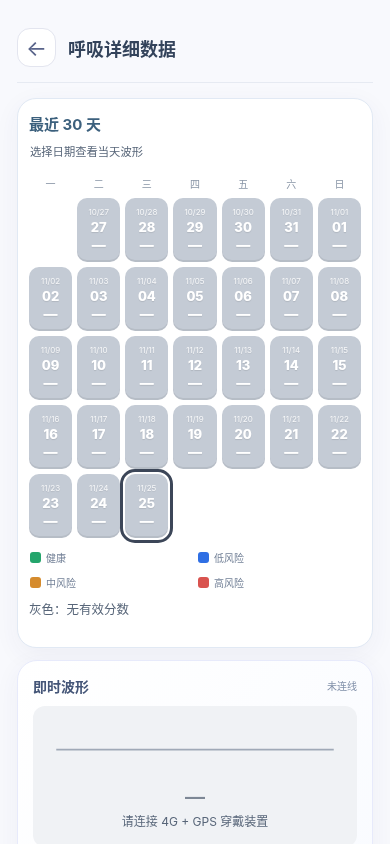 呼吸详细数据
最近 30 天
选择日期查看当天波形
一 二 三 四 五 六 日
10/27 10/28 10/29 10/30 10/31 11/01
27 28 29 30 31 01
— — — — — —
11/02 11/03 11/04 11/05 11/06 11/07 11/08
02 03 04 05 06 07 08
— — — — — — —
11/09 11/10 11/11 11/12 11/13 11/14 11/15
09 10 11 12 13 14 15
— — — — — — —
11/16 11/17 11/18 11/19 11/20 11/21 11/22
16 17 18 19 20 21 22
— — — — — — —
11/23 11/24 11/25
23 24 25
— — —
健康 低风险
中风险 高风险
灰色：无有效分数
即时波形 未连线
—
请连接 4G + GPS 穿戴装置